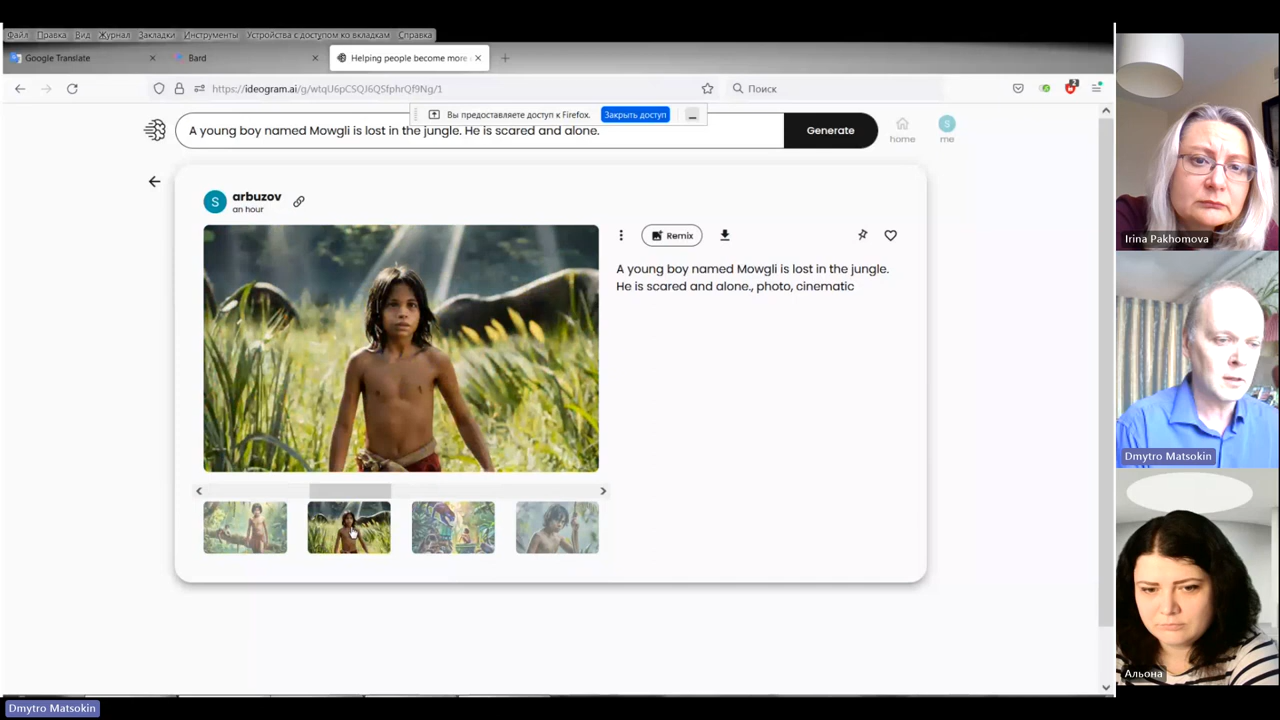 Файл Правка Вид Журнал Закладки Инструменты Устройства с доступом ко вкладкам Справка
Google Translate
Bard
Helping people become more
https://ideogram.ai/g/wtqU6pCSQTQSfphrQf9Ng/1
Поиск
2
Вы предоставляете доступ к Firefox. Закрыть доступ
A young boy named Mowgli is lost in the jungle. He is scared and alone.
Generate
home
S
me
S
arbuzov
an hour
Remix
A young boy named Mowgli is lost in the jungle.
He is scared and alone., photo, cinematic
Irina Pakhomova
Dmytro Matsokin
Альона
Dmytro Matsokin